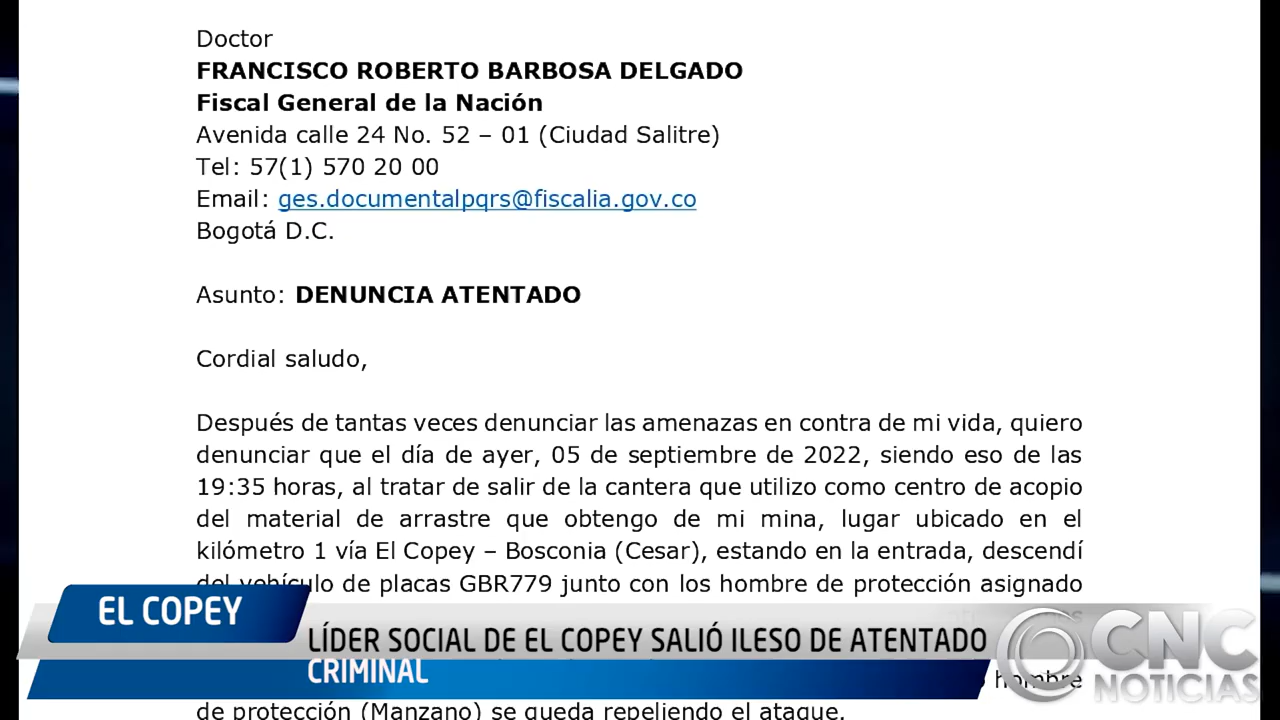 Doctor
FRANCISCO ROBERTO BARBOSA DELGADO
Fiscal General de la Nación
Avenida calle 24 No. 52 – 01 (Ciudad Salitre)
Tel: 57(1) 570 20 00
Email: ges.documentalpqrs@fiscalia.gov.co
Bogotá D.C.
Asunto: DENUNCIA ATENTADO
Cordial saludo,
Después de tantas veces denunciar las amenazas en contra de mi vida, quiero
denunciar que el día de ayer, 05 de septiembre de 2022, siendo eso de las
19:35 horas, al tratar de salir de la cantera que utilizo como centro de acopio
del material de arrastre que obtengo de mi mina, lugar ubicado en el
kilómetro 1 vía El Copey – Bosconia (Cesar), estando en la entrada, descendí
del vehículo de placas GBR779 junto con los hombre de protección asignado
hombre
de protección (Manzano) se queda repeliendo el ataque.
EL COPEY
LÍDER SOCIAL DE EL COPEY SALIÓ ILESO DE ATENTADO
CRIMINAL
CNC
NOTICIAS